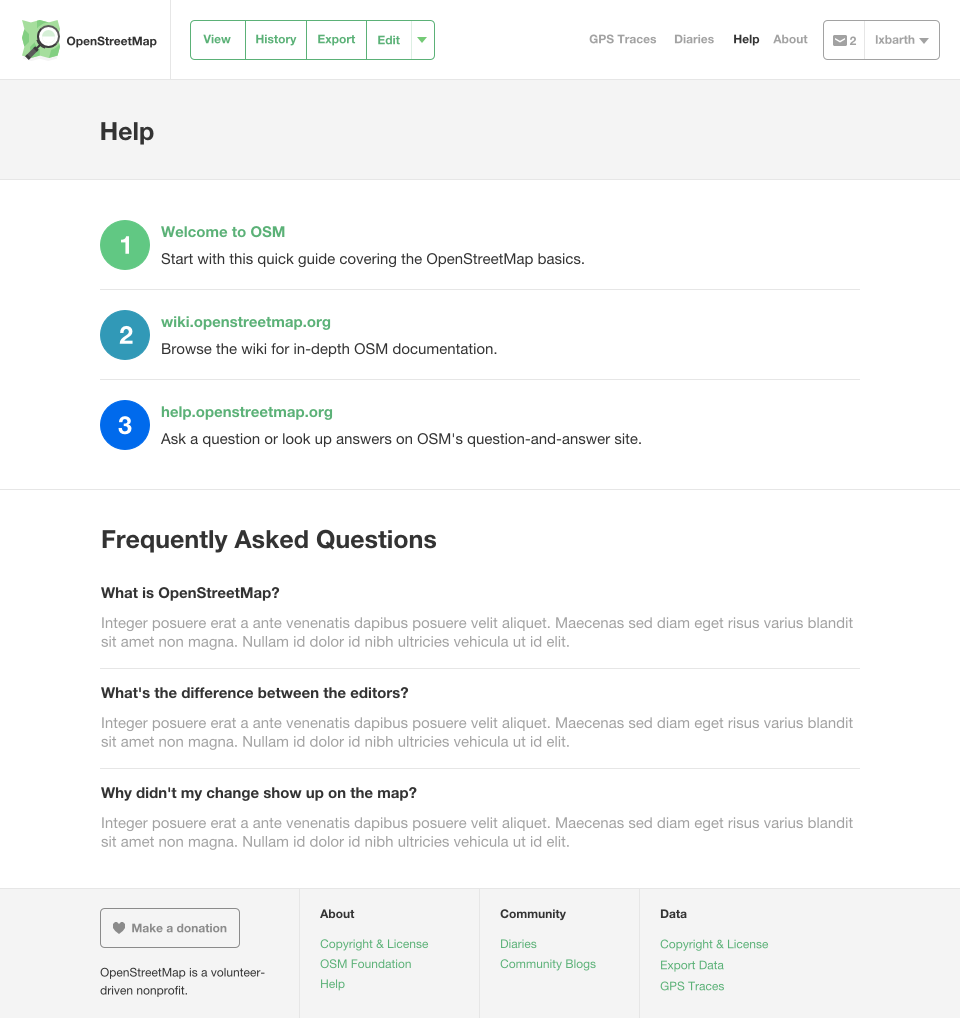 OpenStreetMap
View
History
Export
Edit
GPS Traces
Diaries
Help
About
2
lxbarth
Help
1
Welcome to OSM
Start with this quick guide covering the OpenStreetMap basics.
2
wiki.openstreetmap.org
Browse the wiki for in-depth OSM documentation.
3
help.openstreetmap.org
Ask a question or look up answers on OSM's question-and-answer site.
Frequently Asked Questions
What is OpenStreetMap?
Integer posuere erat a ante venenatis dapibus posuere velit aliquet. Maecenas sed diam eget risus varius blandit
sit amet non magna. Nullam id dolor id nibh ultricies vehicula ut id elit.
What's the difference between the editors?
Integer posuere erat a ante venenatis dapibus posuere velit aliquet. Maecenas sed diam eget risus varius blandit
sit amet non magna. Nullam id dolor id nibh ultricies vehicula ut id elit.
Why didn't my change show up on the map?
Integer posuere erat a ante venenatis dapibus posuere velit aliquet. Maecenas sed diam eget risus varius blandit
sit amet non magna. Nullam id dolor id nibh ultricies vehicula ut id elit.
Make a donation
OpenStreetMap is a volunteer-
driven nonprofit.
About
Copyright & License
OSM Foundation
Help
Community
Diaries
Community Blogs
Data
Copyright & License
Export Data
GPS Traces